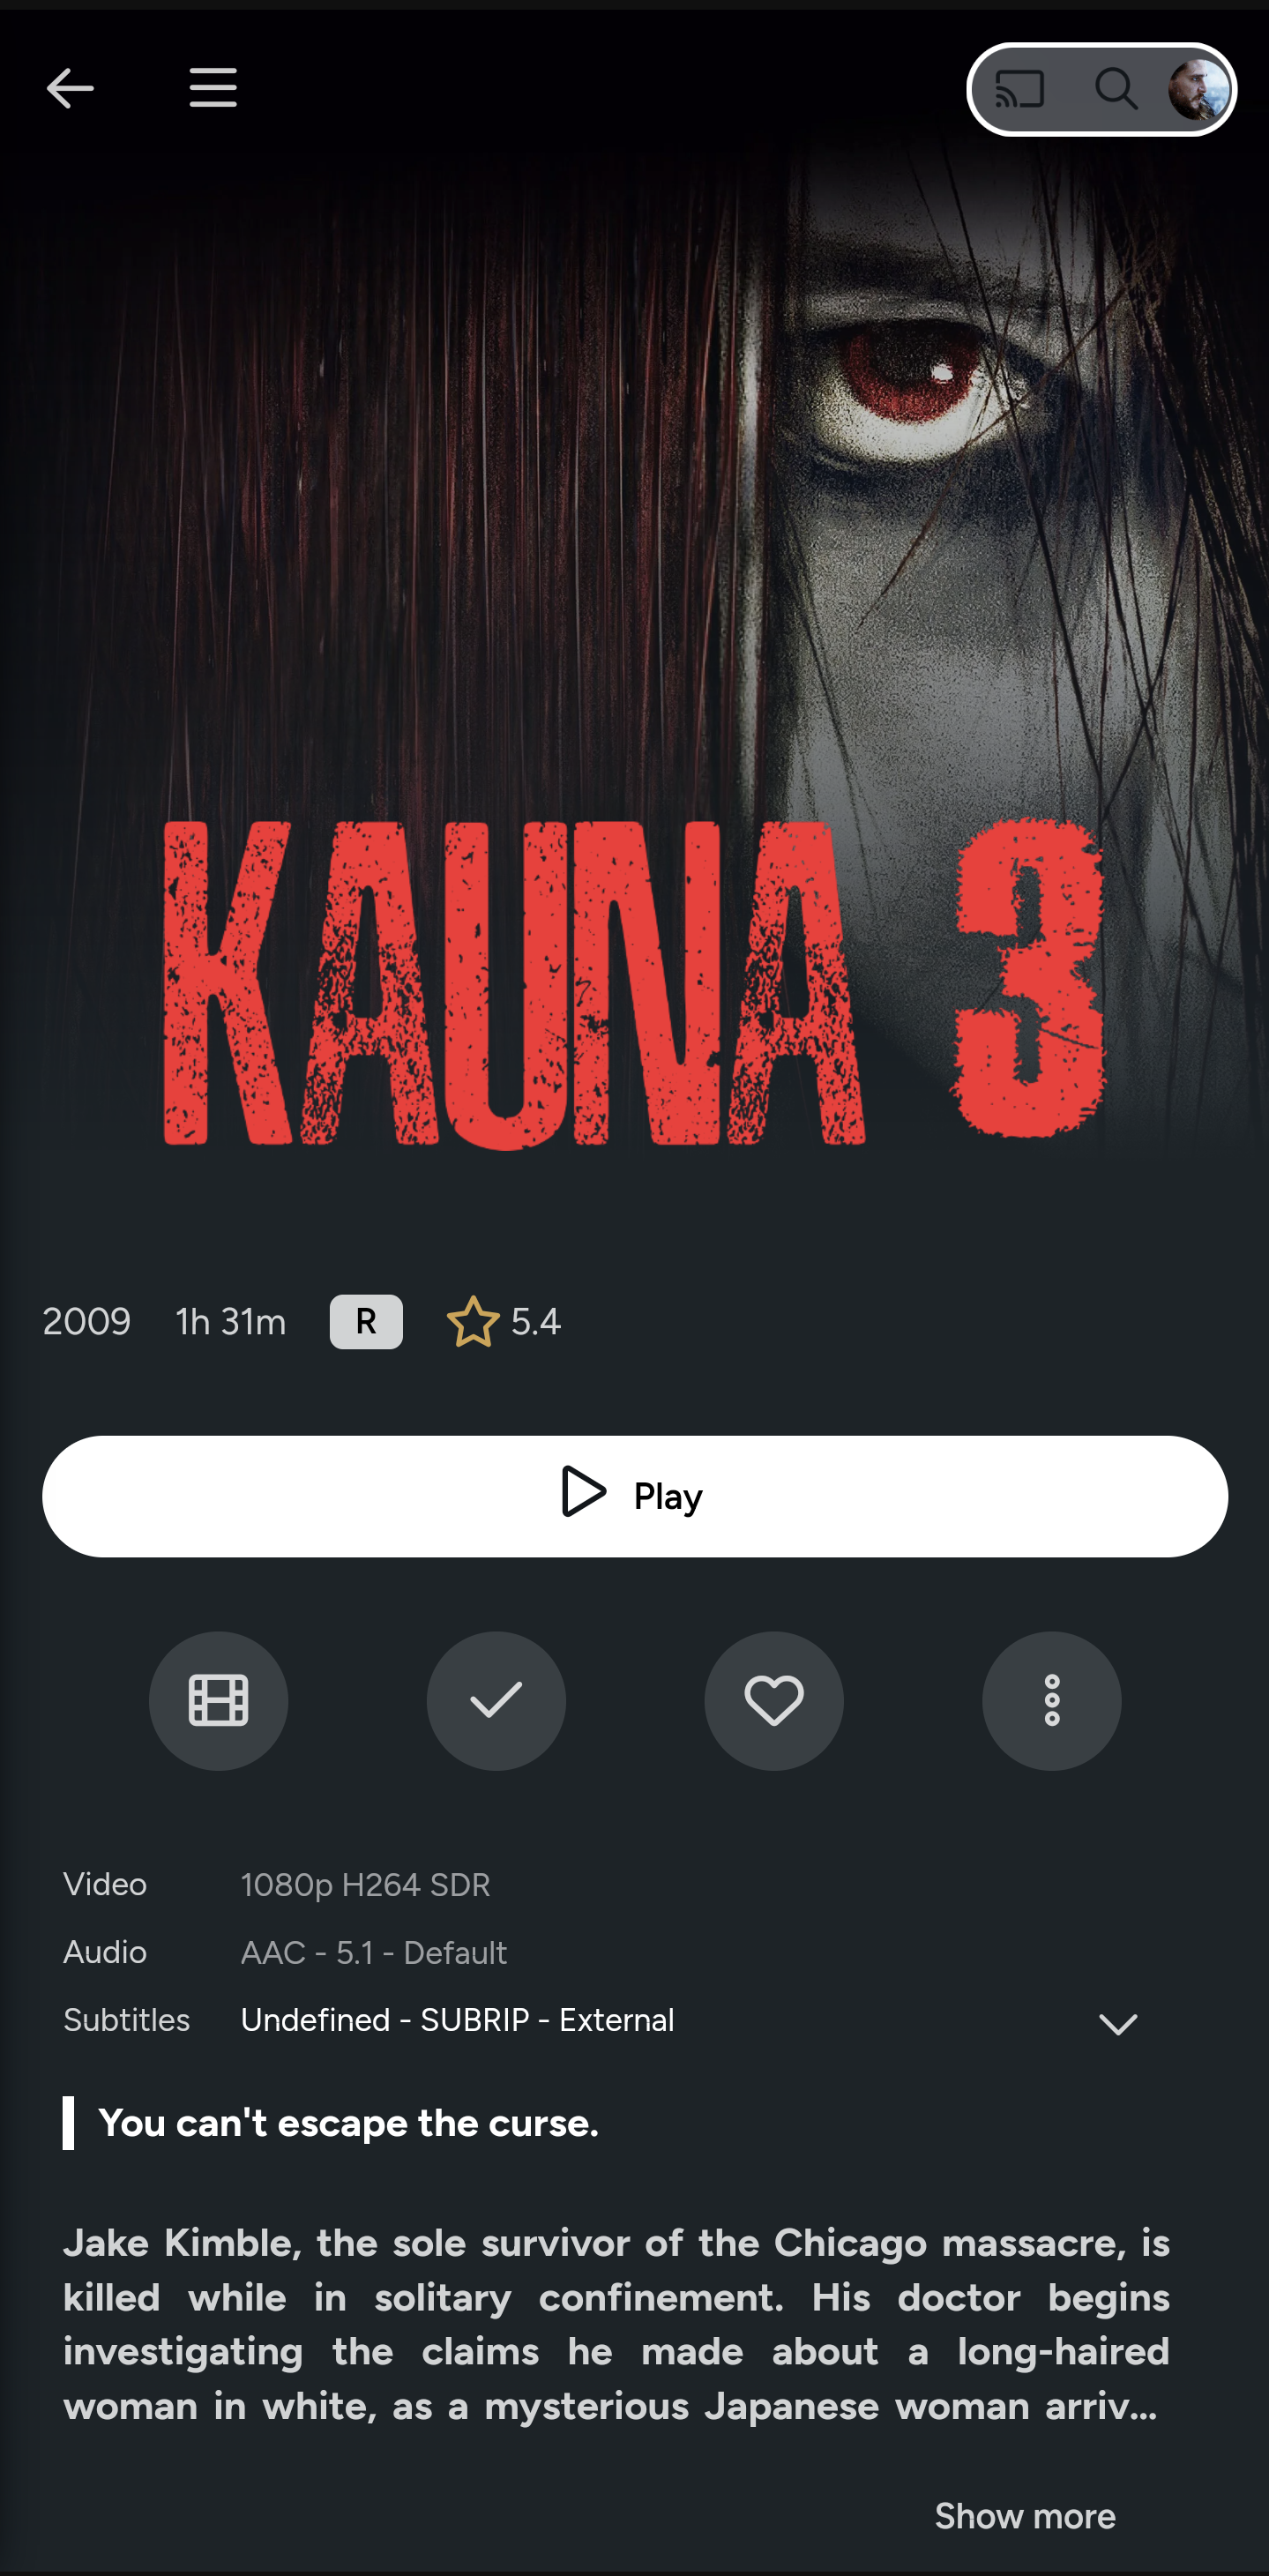 KAUNA 3
2009 1h 31m R 5.4
Play
Video 1080p H264 SDR
Audio AAC - 5.1 - Default
Subtitles Undefined - SUBRIP - External
You can't escape the curse.
Jake Kimble, the sole survivor of the Chicago massacre, is
killed while in solitary confinement. His doctor begins
investigating the claims he made about a long-haired
woman in white, as a mysterious Japanese woman arriv...
Show more